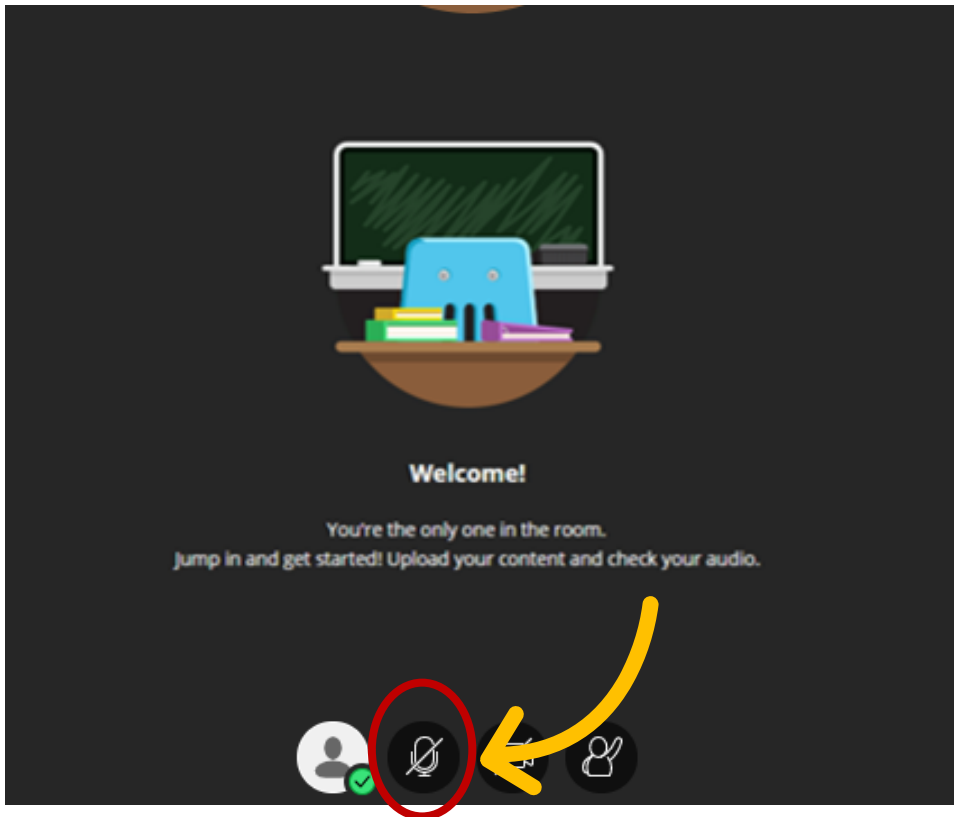 Welcome!
You're the only one in the room.
Jump in and get started! Upload your content and check your audio.